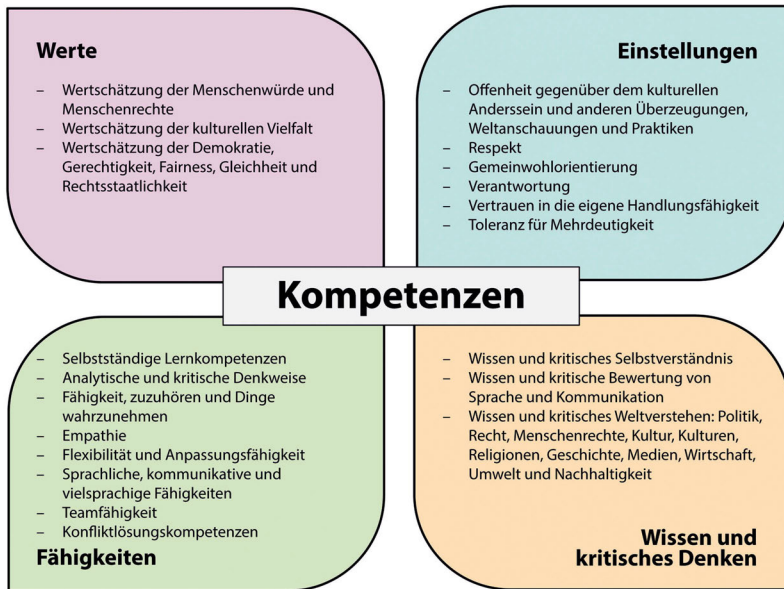 Werte
– Wertschätzung der Menschenwürde und
Menschenrechte
– Wertschätzung der kulturellen Vielfalt
– Wertschätzung der Demokratie,
Gerechtigkeit, Fairness, Gleichheit und
Rechtsstaatlichkeit
Einstellungen
– Offenheit gegenüber dem kulturellen
Anderssein und anderen Überzeugungen,
Weltanschauungen und Praktiken
– Respekt
– Gemeinwohlorientierung
– Verantwortung
– Vertrauen in die eigene Handlungsfähigkeit
– Toleranz für Mehrdeutigkeit
Kompetenzen
– Selbstständige Lernkompetenzen
– Analytische und kritische Denkweise
– Fähigkeit, zuzuhören und Dinge
wahrzunehmen
– Empathie
– Flexibilität und Anpassungsfähigkeit
– Sprachliche, kommunikative und
vielsprachige Fähigkeiten
– Teamfähigkeit
– Konfliktlösungskompetenzen
Fähigkeiten
– Wissen und kritisches Selbstverständnis
– Wissen und kritische Bewertung von
Sprache und Kommunikation
– Wissen und kritisches Weltverstehen: Politik,
Recht, Menschenrechte, Kultur, Kulturen,
Religionen, Geschichte, Medien, Wirtschaft,
Umwelt und Nachhaltigkeit
Wissen und
kritisches Denken